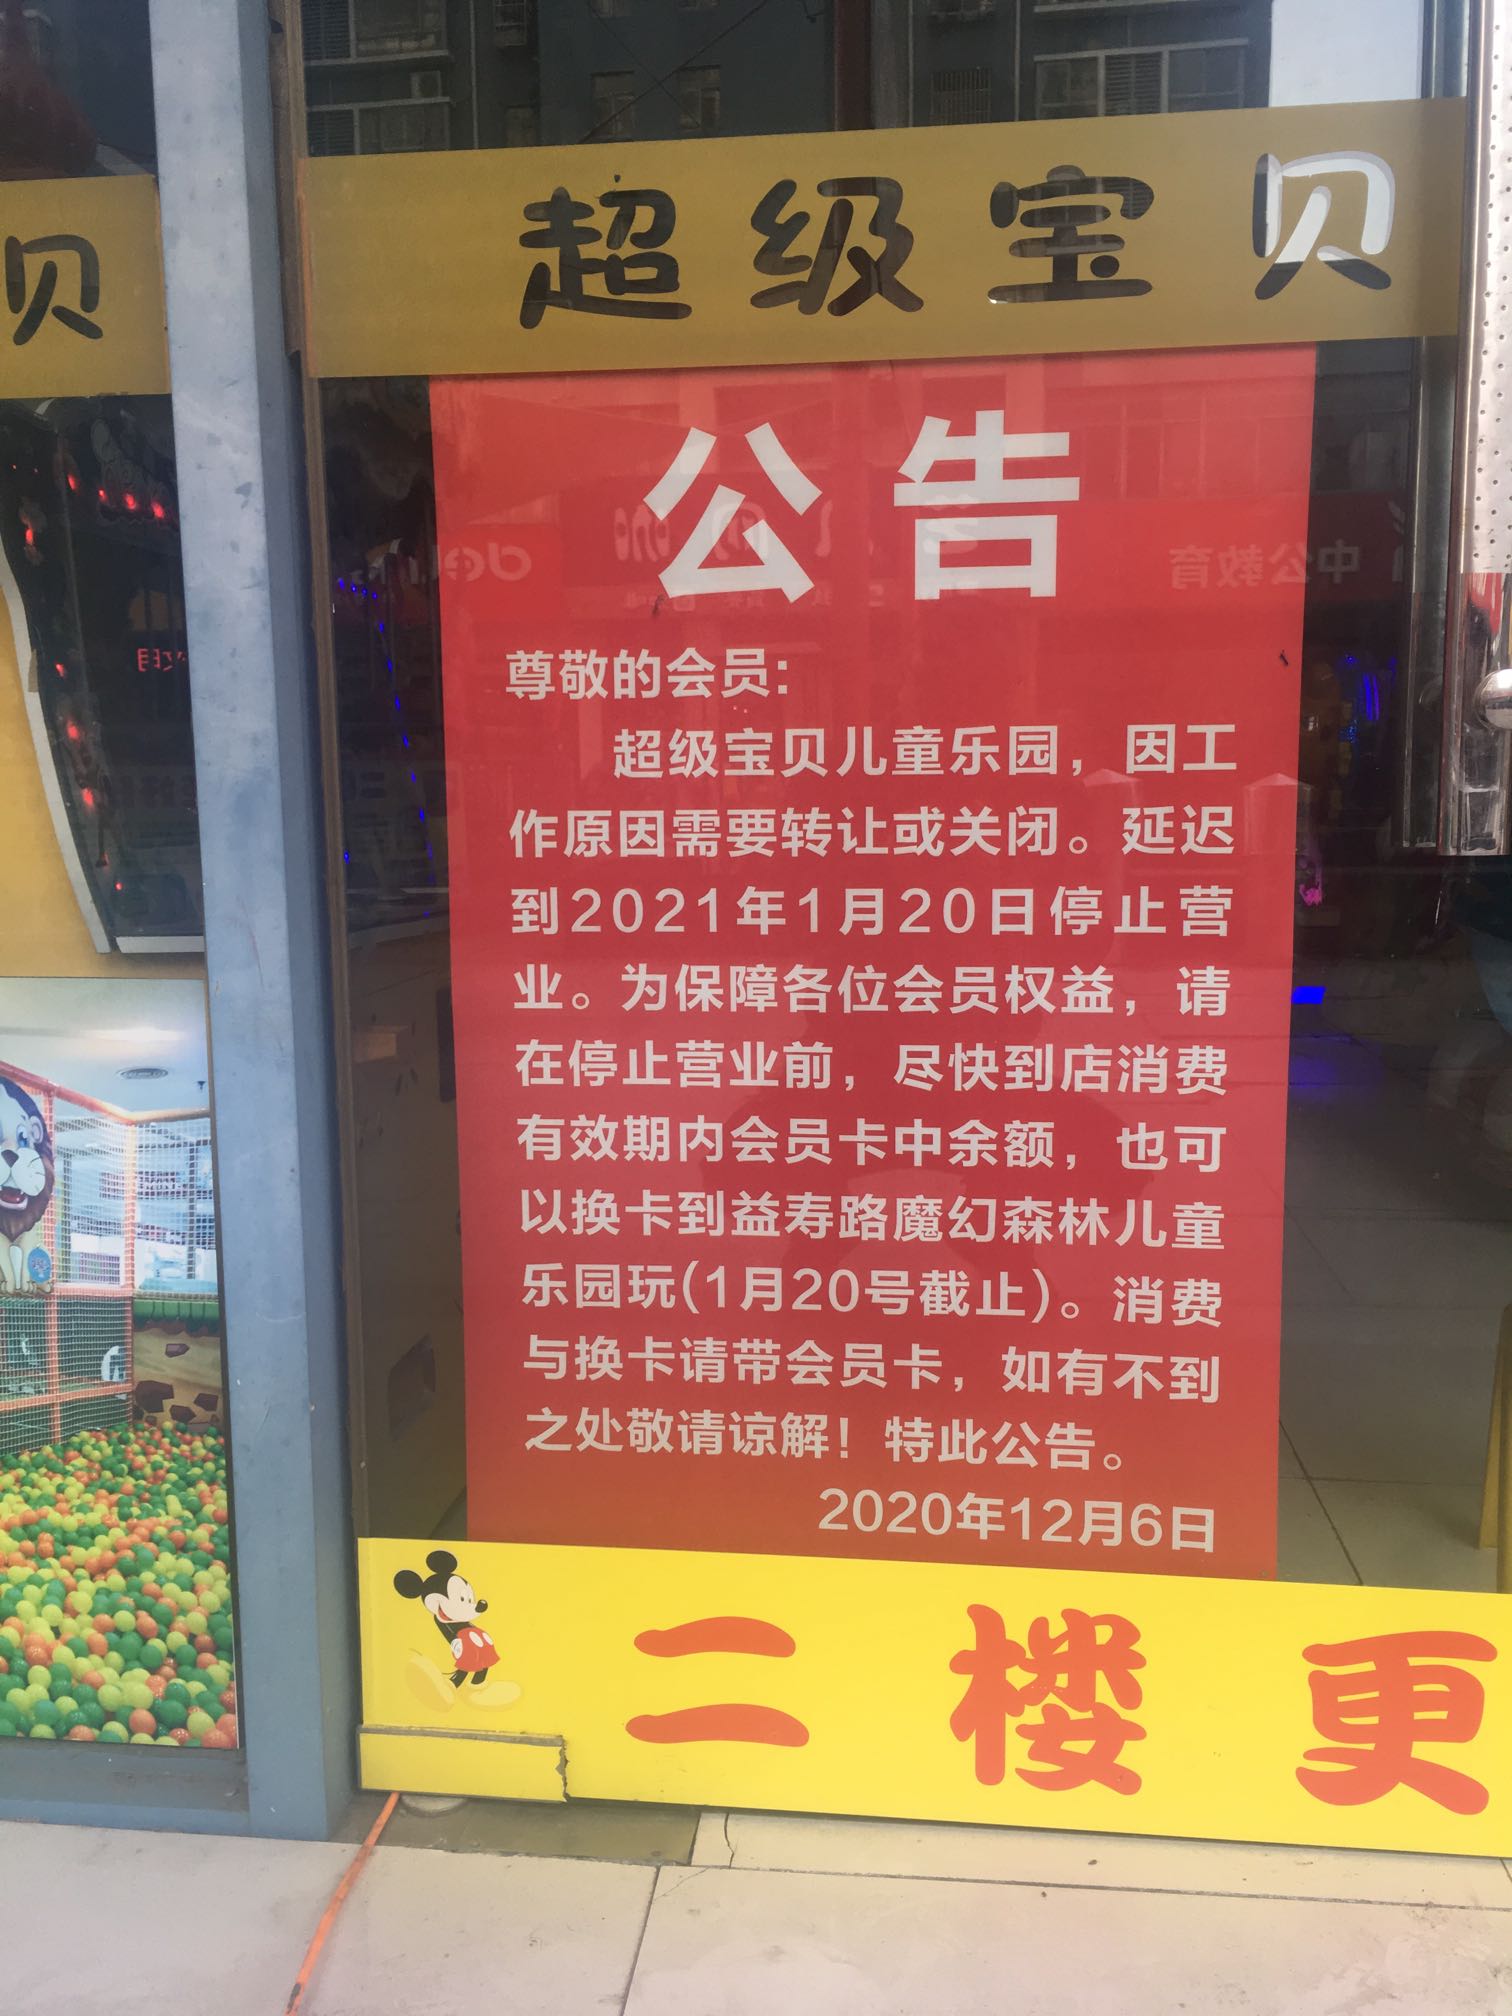 超级宝贝
贝
公告
尊敬的会员：
超级宝贝儿童乐园，因工
作原因需要转让或关闭。延迟
到2021年1月20日停止营
业。为保障各位会员权益，请
在停止营业前，尽快到店消费
有效期内会员卡中余额，也可
以换卡到益寿路魔幻森林儿童
乐园玩(1月20号截止)。消费
与换卡请带会员卡，如有不到
之处敬请谅解！特此公告。
2020年12月6日
二楼更
中公教育